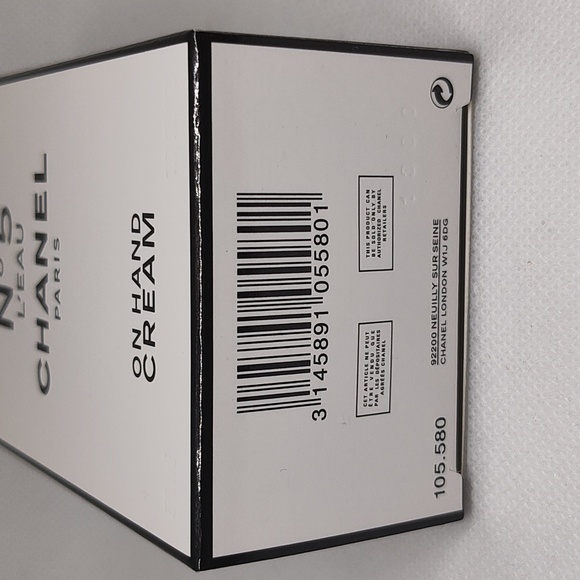 N°5
L'EAU
CHANEL
PARIS
ON HAND
CREAM
3 145891 055801
CET ARTICLE NE PEUT
ÊTRE VENDU QUE
PAR LES DÉPOSITAIRES
AGRÉÉS CHANEL
THIS PRODUCT CAN
BE SOLD ONLY BY
AUTHORIZED CHANEL
RETAILERS
105.580
92200 NEUILLY SUR SEINE
CHANEL LONDON W1J 6DG